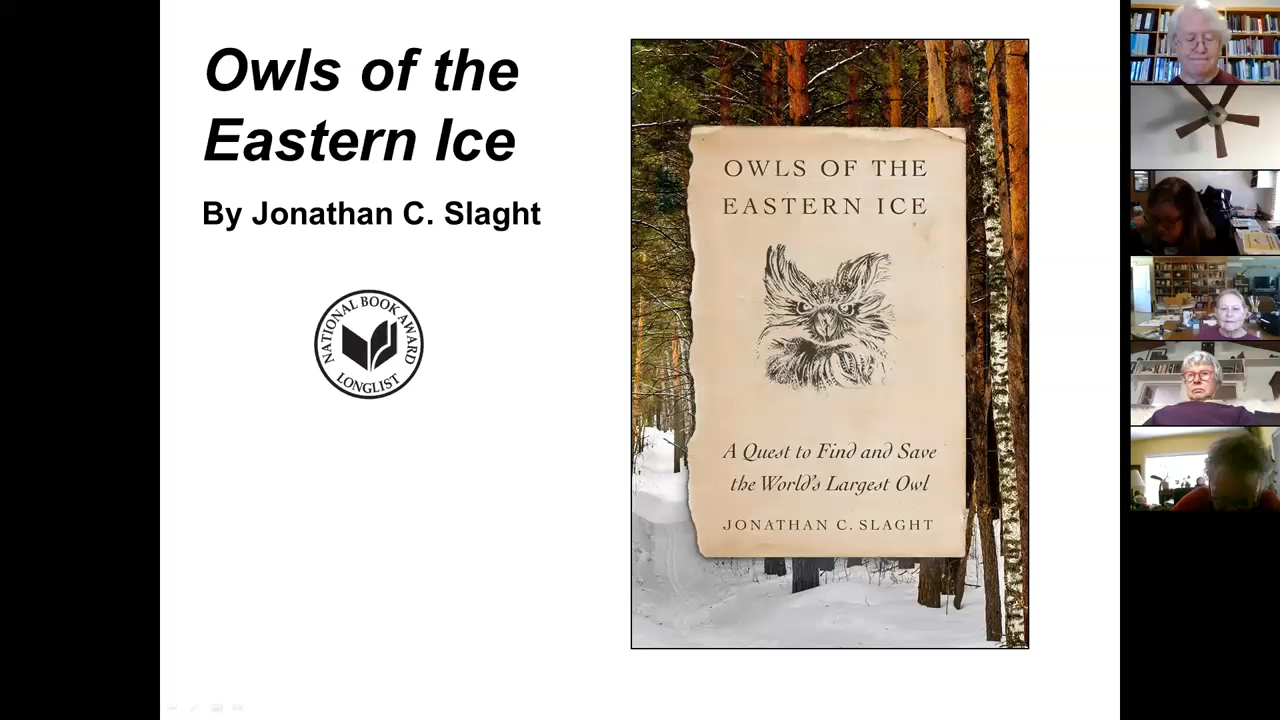 Owls of the
Eastern Ice
By Jonathan C. Slaght
NATIONAL BOOK AWARD
LONGLIST
OWLS OF THE
EASTERN ICE
A Quest to Find and Save
the World's Largest Owl
JONATHAN C. SLAGHT